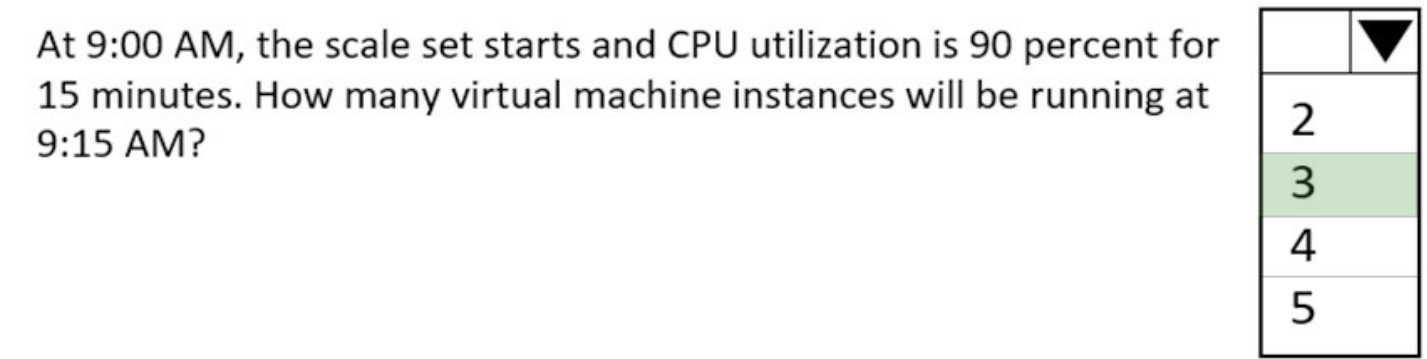 At 9:00 AM, the scale set starts and CPU utilization is 90 percent for
15 minutes. How many virtual machine instances will be running at
9:15 AM?
2
3
4
5